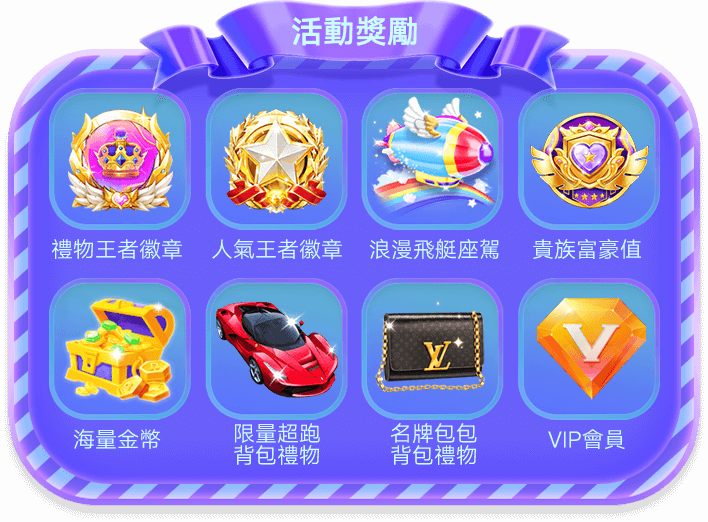 活動獎勵
禮物王者徽章
人氣王者徽章
浪漫飛艇座駕
貴族富豪值
LV
V
海量金幣
限量超跑
背包禮物
名牌包包
背包禮物
VIP會員